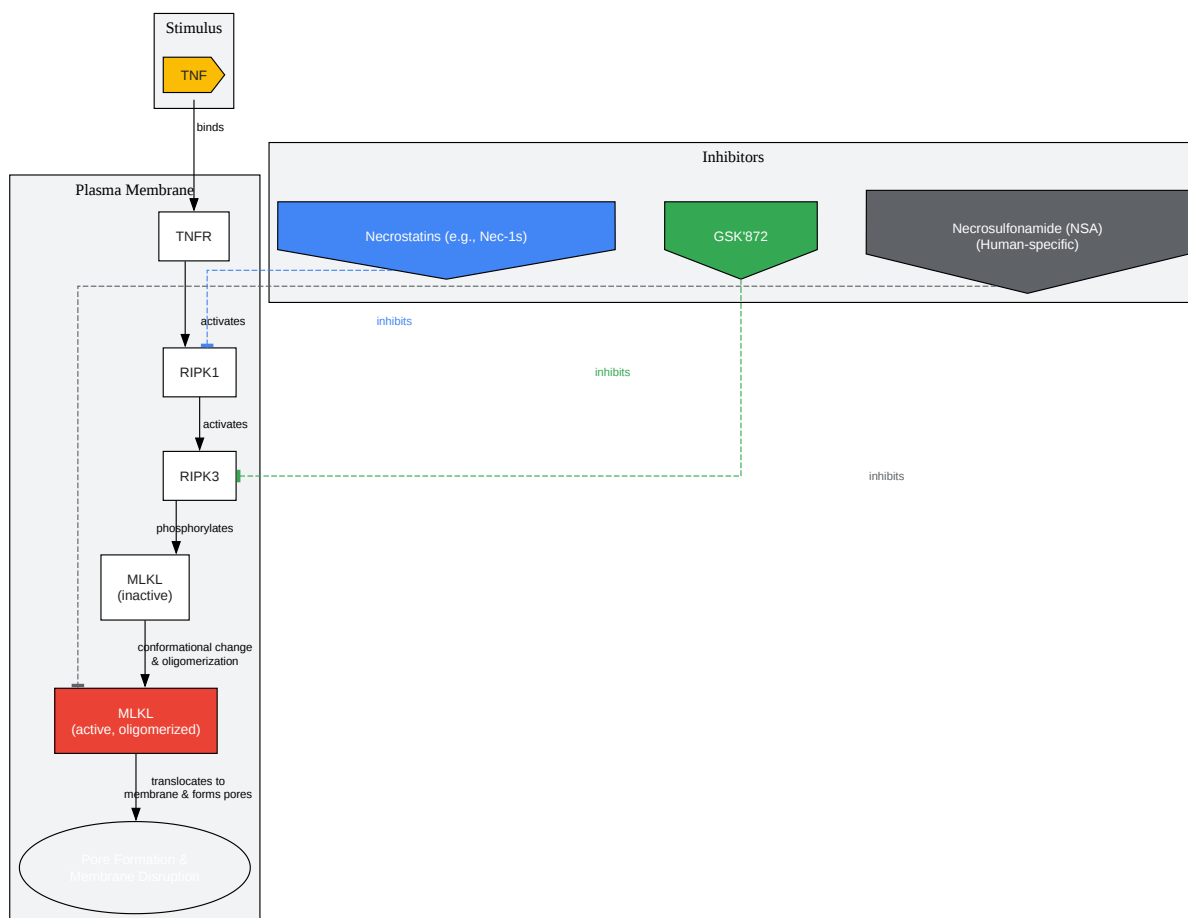 Stimulus
TNF
binds
Inhibitors
Plasma Membrane
Necrostatins (e.g., Nec-1s)
GSK'872
Necrosulfonamide (NSA)
(Human-specific)
TNFR
activates
inhibits
RIPK1
inhibits
activates
RIPK3
inhibits
phosphorylates
MLKL
(inactive)
conformational change
& oligomerization
MLKL
(active, oligomerized)
translocates to
membrane & forms pores
Pore Formation &
Membrane Disruption